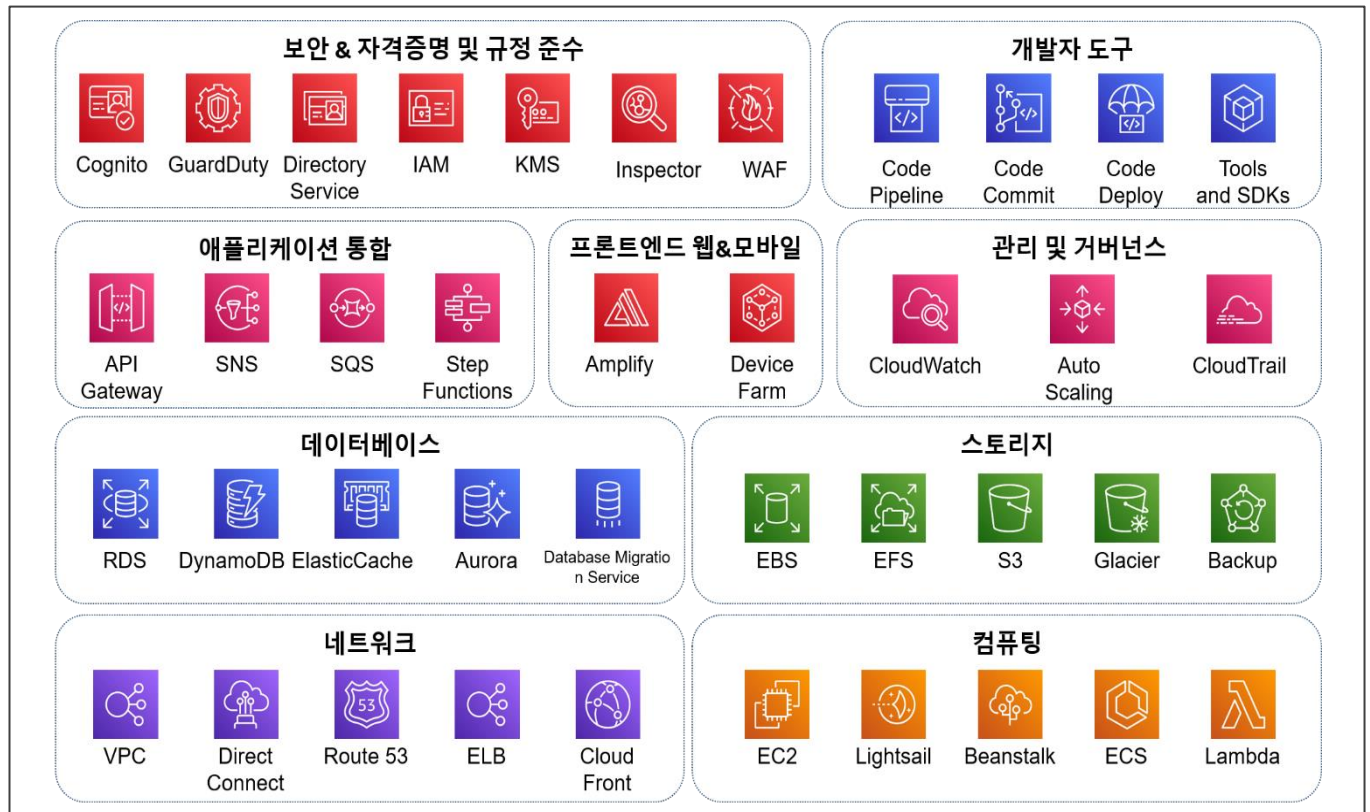 보안 & 자격증명 및 규정 준수
Cognito
GuardDuty
Directory
Service
IAM
KMS
Inspector
WAF
개발자 도구
Code
Pipeline
Code
Commit
Code
Deploy
Tools
and SDKs
애플리케이션 통합
API
Gateway
SNS
SQS
Step
Functions
프론트엔드 웹&모바일
Amplify
Device
Farm
관리 및 거버넌스
CloudWatch
Auto
Scaling
CloudTrail
데이터베이스
RDS
DynamoDB
ElasticCache
Aurora
Database Migratio
n Service
스토리지
EBS
EFS
S3
Glacier
Backup
네트워크
VPC
Direct
Connect
53
Route 53
ELB
Cloud
Front
컴퓨팅
EC2
Lightsail
Beanstalk
ECS
Lambda